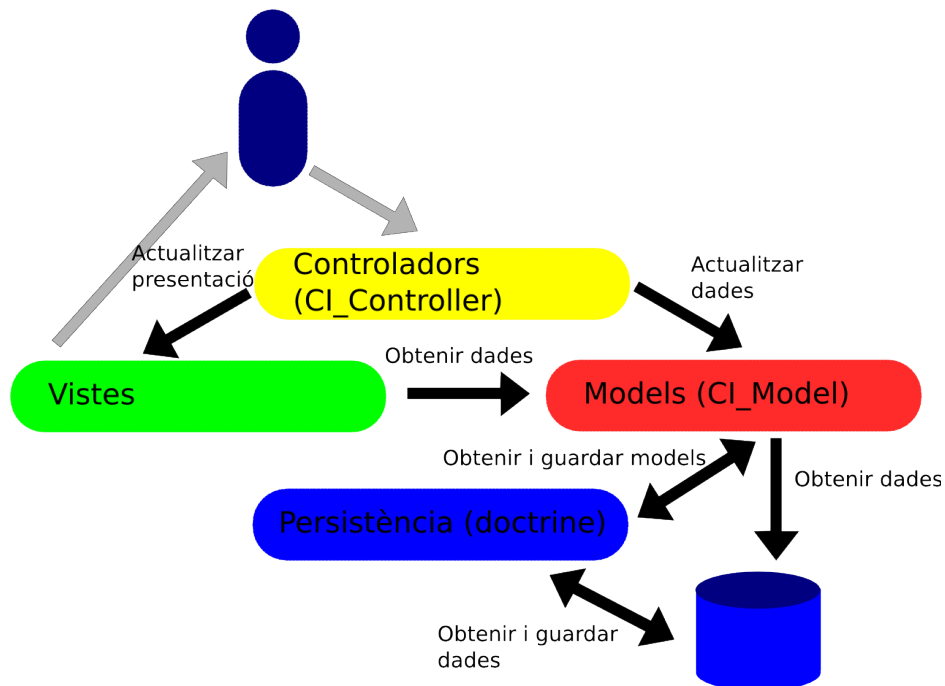 Actualitzar
presentació
Controladors
(CI_Controller)
Actualitzar
dades
Obtenir dades
Vistes
Models (CI_Model)
Obtenir i guardar models
Obtenir dades
Persistència (doctrine)
Obtenir i guardar
dades